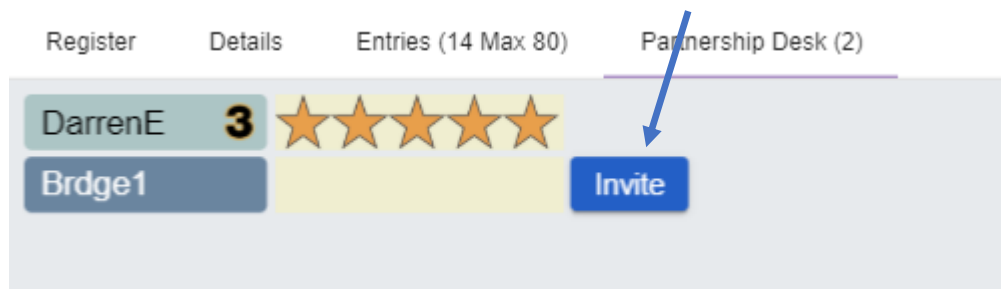 Register Details Entries (14 Max 80) Partnership Desk (2)
DarrenE 3
Brdge1 Invite